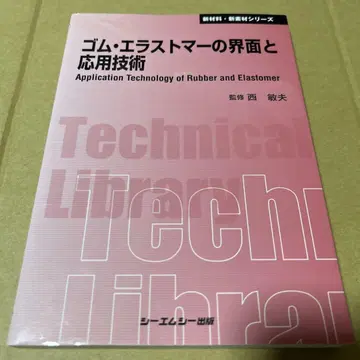 新材料・新素材シリーズ
ゴム・エラストマーの界面と
応用技術
Application Technology of Rubber and Elastomer
監修 西 敏夫
Technical
Library
Techn
Library
シーエムシー出版